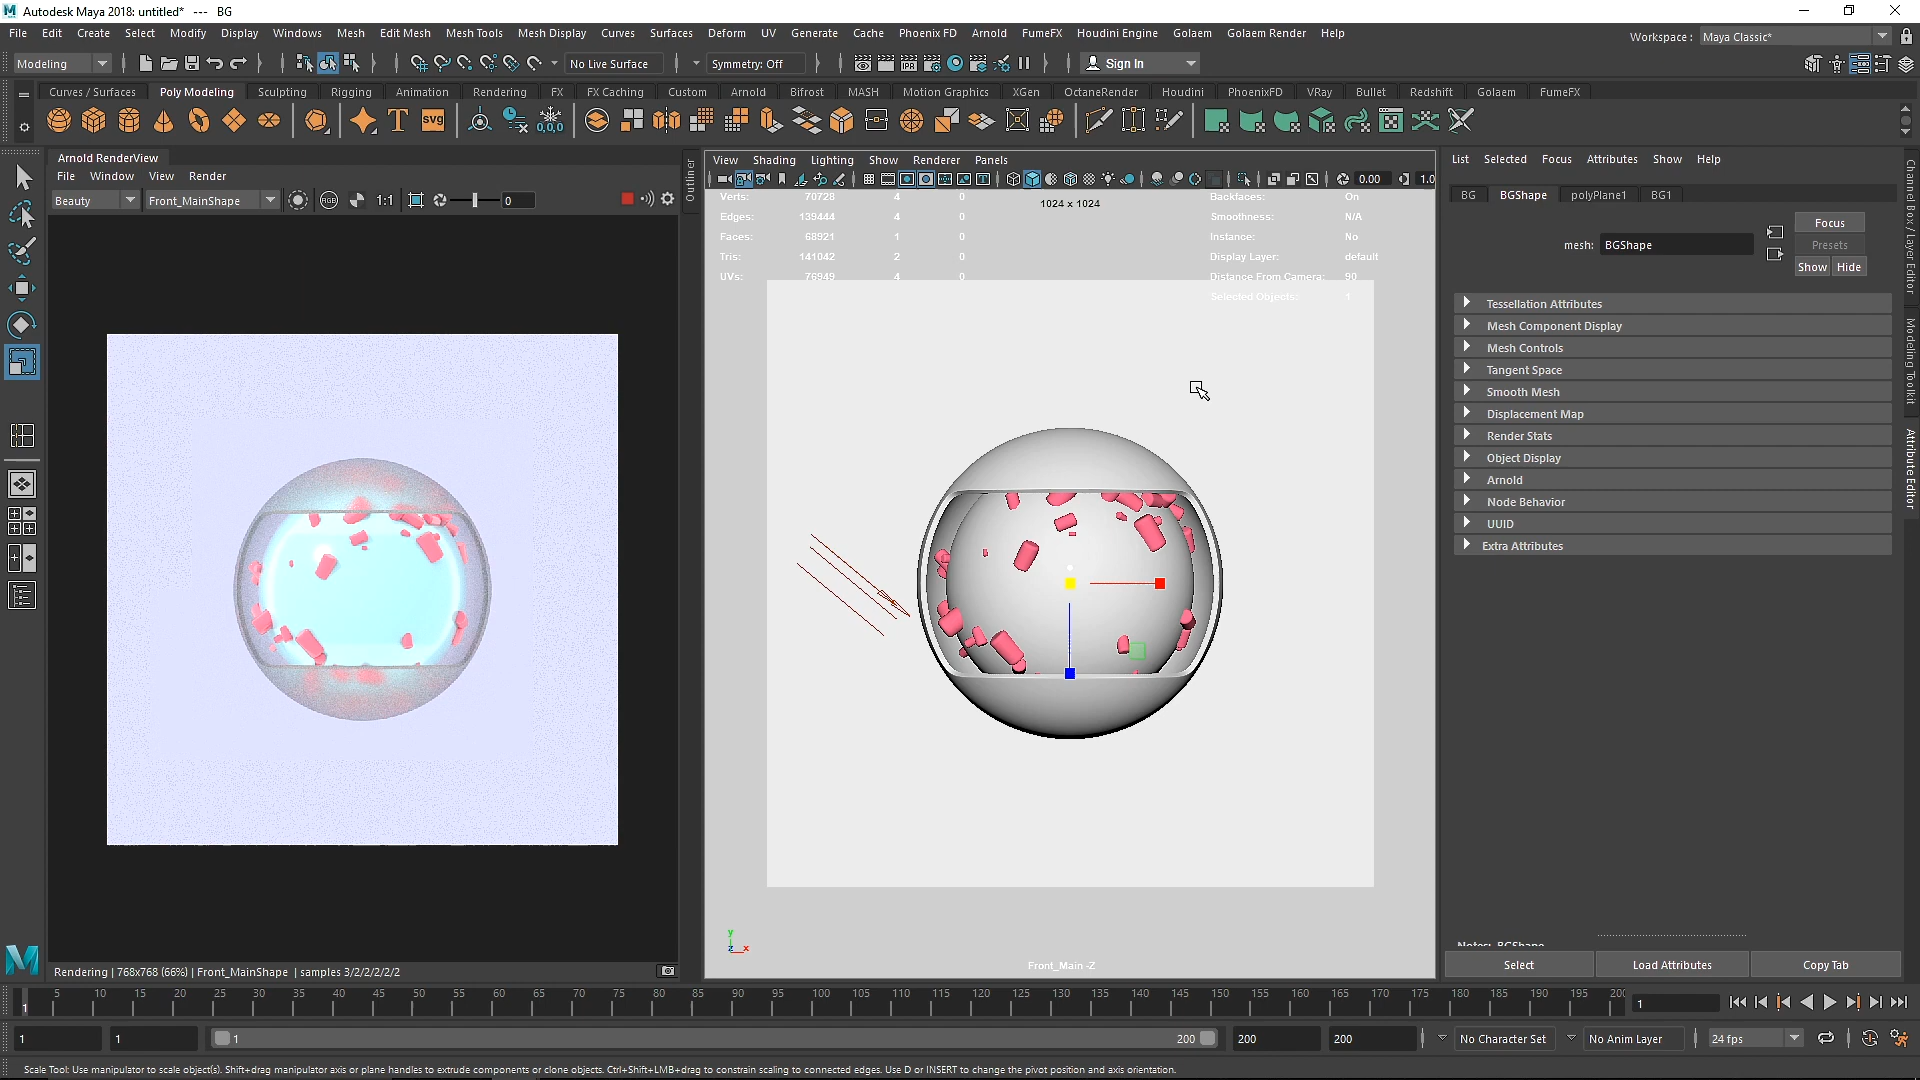 Autodesk Maya 2018: untitled* --- BG
File Edit Create Select Modify Display Windows Mesh Edit Mesh Mesh Tools Mesh Display Curves Surfaces Deform UV Generate Cache Phoenix FD Arnold FumeFX Houdini Engine Golaem Golaem Render Help
Workspace : Maya Classic*
Modeling No Live Surface Symmetry: Off Sign In
Curves / Surfaces Poly Modeling Sculpting Rigging Animation Rendering FX FX Caching Custom Arnold Bifrost MASH Motion Graphics XGen OctaneRender Houdini PhoenixFD VRay Bullet Redshift Golaem FumeFX
SVG
0,0,0
Arnold RenderView
File Window View Render
Beauty Front_MainShape RGB 1:1 0
Outliner
View Shading Lighting Show Renderer Panels
0.00 1.0
Verts: 70728 4 0
Edges: 139444 4 0
Faces: 68921 1 0
Tris: 141042 2 0
UVs: 76949 4 0
1024 x 1024
Backfaces: On
Smoothness: N/A
Instance: No
Display Layer: default
Distance From Camera: 90
Selected Objects: 1
y
z x
Front_Main -Z
List Selected Focus Attributes Show Help
BG BGShape polyPlane1 BG1
mesh: BGShape
Focus
Presets
Show Hide
Tessellation Attributes
Mesh Component Display
Mesh Controls
Tangent Space
Smooth Mesh
Displacement Map
Render Stats
Object Display
Arnold
Node Behavior
UUID
Extra Attributes
Notes: BGShape
Select Load Attributes Copy Tab
Channel Box / Layer Editor
Modeling Toolkit
Attribute Editor
Rendering | 768x768 (66%) | Front_MainShape | samples 3/2/2/2/2/2
1 5 10 15 20 25 30 35 40 45 50 55 60 65 70 75 80 85 90 95 100 105 110 115 120 125 130 135 140 145 150 155 160 165 170 175 180 185 190 195 200 1
1 1 1 200 200 200 No Character Set No Anim Layer 24 fps
Scale Tool: Use manipulator to scale object(s). Shift+drag manipulator axis or plane handles to extrude components or clone objects. Ctrl+Shift+LMB+drag to constrain scaling to connected edges. Use D or INSERT to change the pivot position and axis orientation.